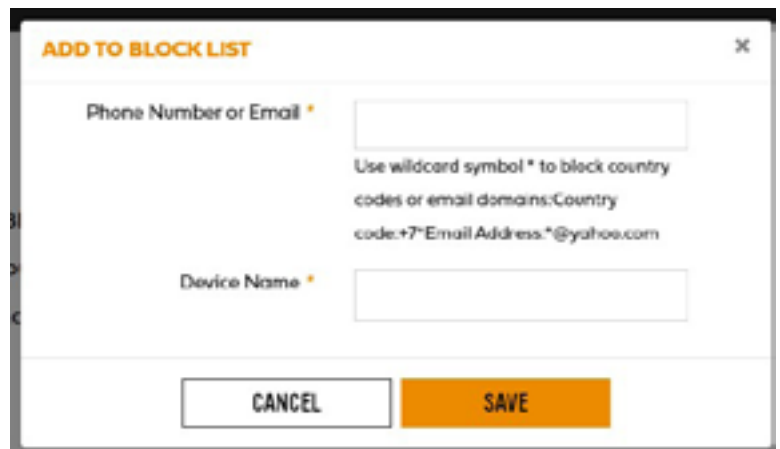 ADD TO BLOCK LIST ×
Phone Number or Email *
Use wildcard symbol * to block country
codes or email domains:Country
code:+7*Email Address:*@yahoo.com
Device Name *
CANCEL
SAVE